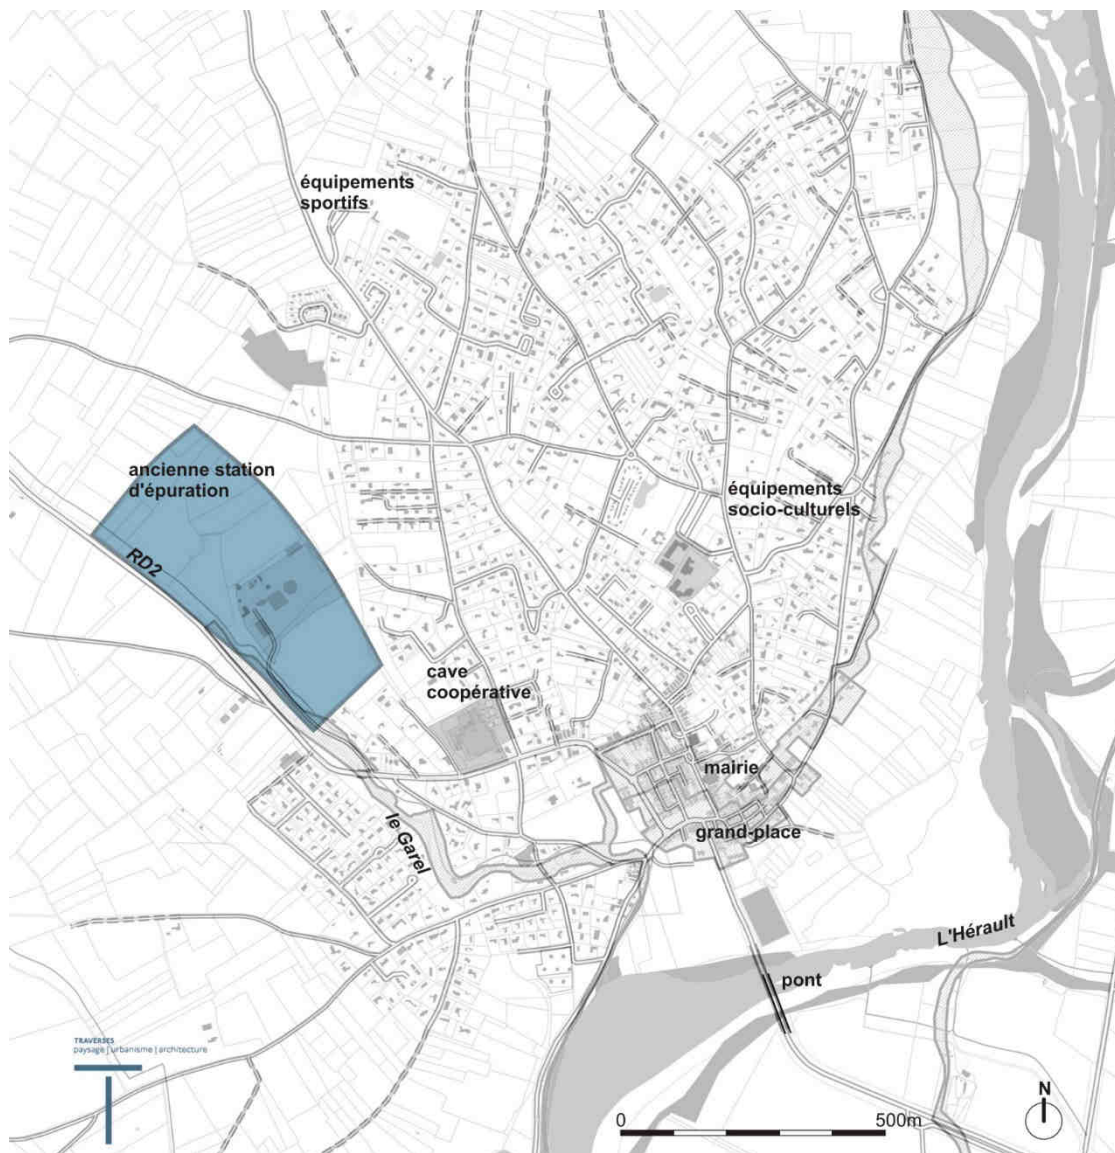 équipements
sportifs
ancienne station
d'épuration
équipements
socio-culturels
RD2
cave
coopérative
mairie
le Garel
grand-place
L'Hérault
pont
TRAVERSES
paysage | urbanisme | architecture
N
0 500m